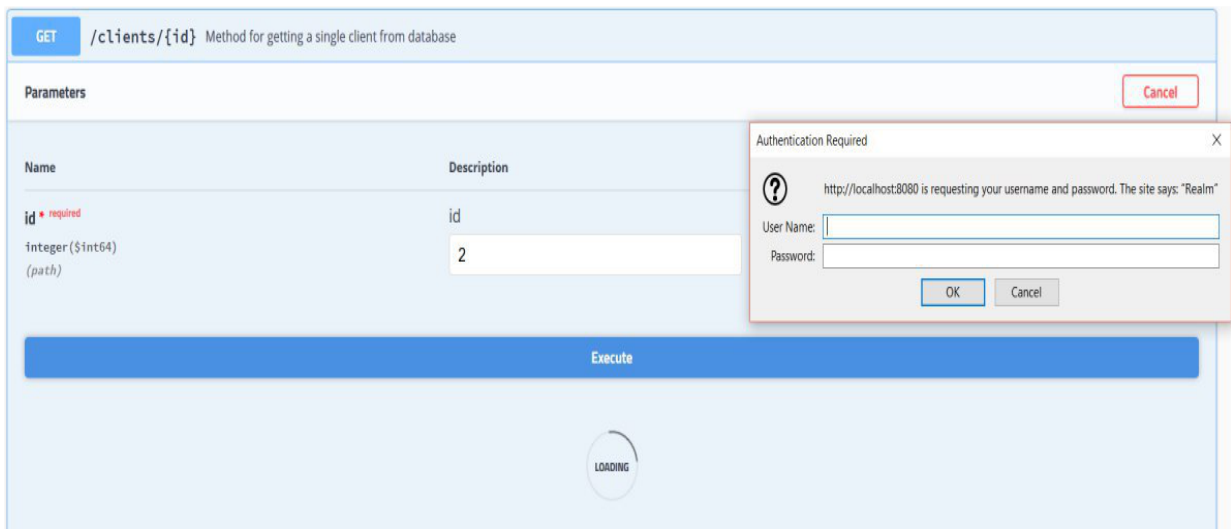 GET /clients/{id} Method for getting a single client from database
Parameters
Cancel
Name Description
id * required
integer($int64)
(path)
id
2
Authentication Required X
http://localhost:8080 is requesting your username and password. The site says: “Realm”
User Name:
Password:
OK Cancel
Execute
LOADING